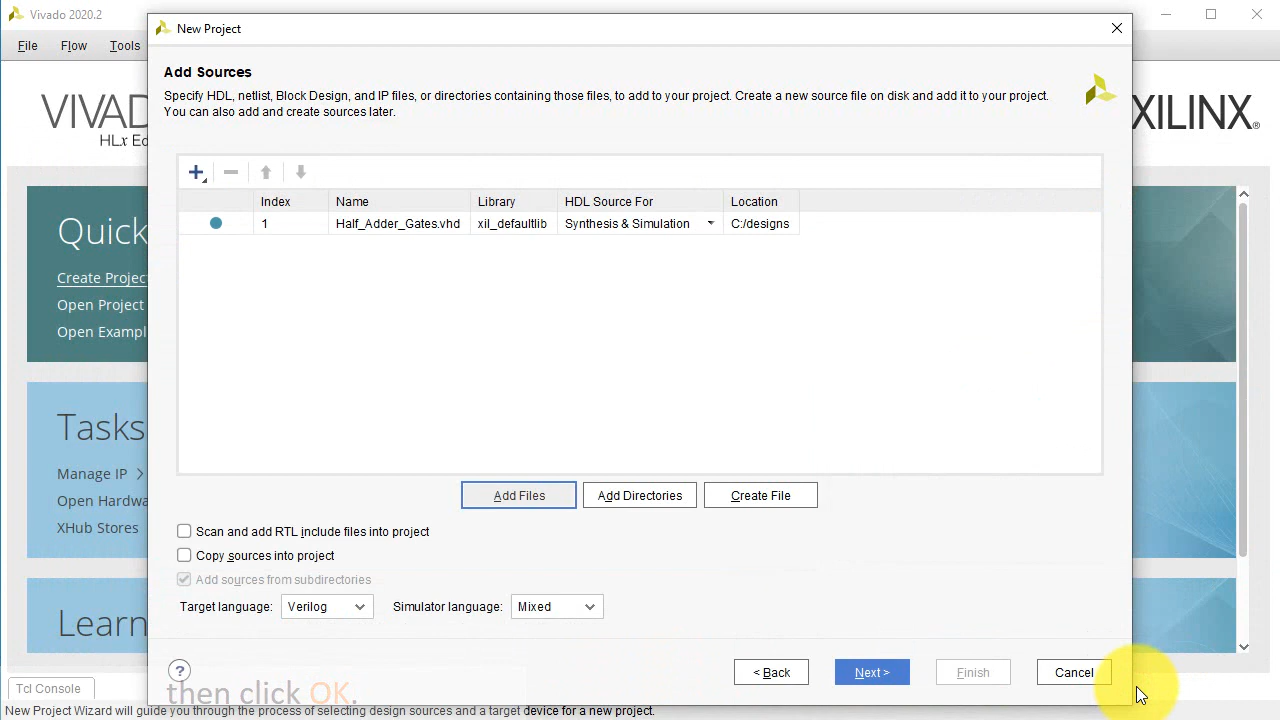 Vivado 2020.2
New Project
File Flow Tools
Add Sources
Specify HDL, netlist, Block Design, and IP files, or directories containing those files, to add to your project. Create a new source file on disk and add it to your project.
You can also add and create sources later.
VIVAD
HLx Ed
XILINX®
Index Name Library HDL Source For Location
1 Half_Adder_Gates.vhd xil_defaultlib Synthesis & Simulation C:/designs
Quick
Create Project
Open Project
Open Exampl
Tasks
Manage IP >
Open Hardwa
XHub Stores
Learn
Add Files Add Directories Create File
Scan and add RTL include files into project
Copy sources into project
Add sources from subdirectories
Target language: Verilog Simulator language: Mixed
?
< Back Next > Finish Cancel
then click OK.
Tcl Console
New Project Wizard will guide you through the process of selecting design sources and a target device for a new project.